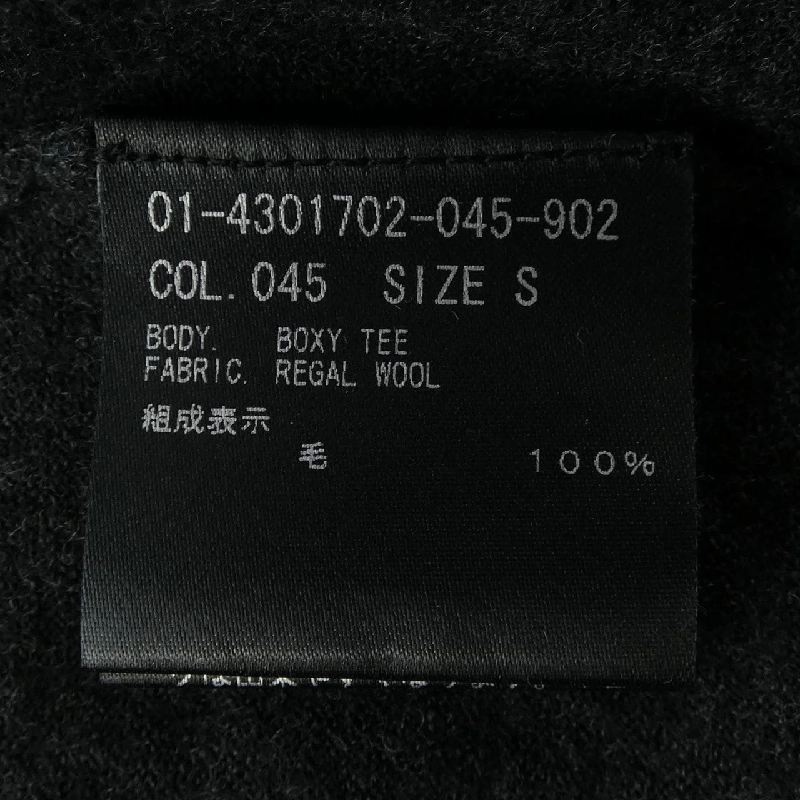 01-4301702-045-902
COL. 045 SIZE S
BODY. BOXY TEE
FABRIC. REGAL WOOL
組成表示
毛 100%